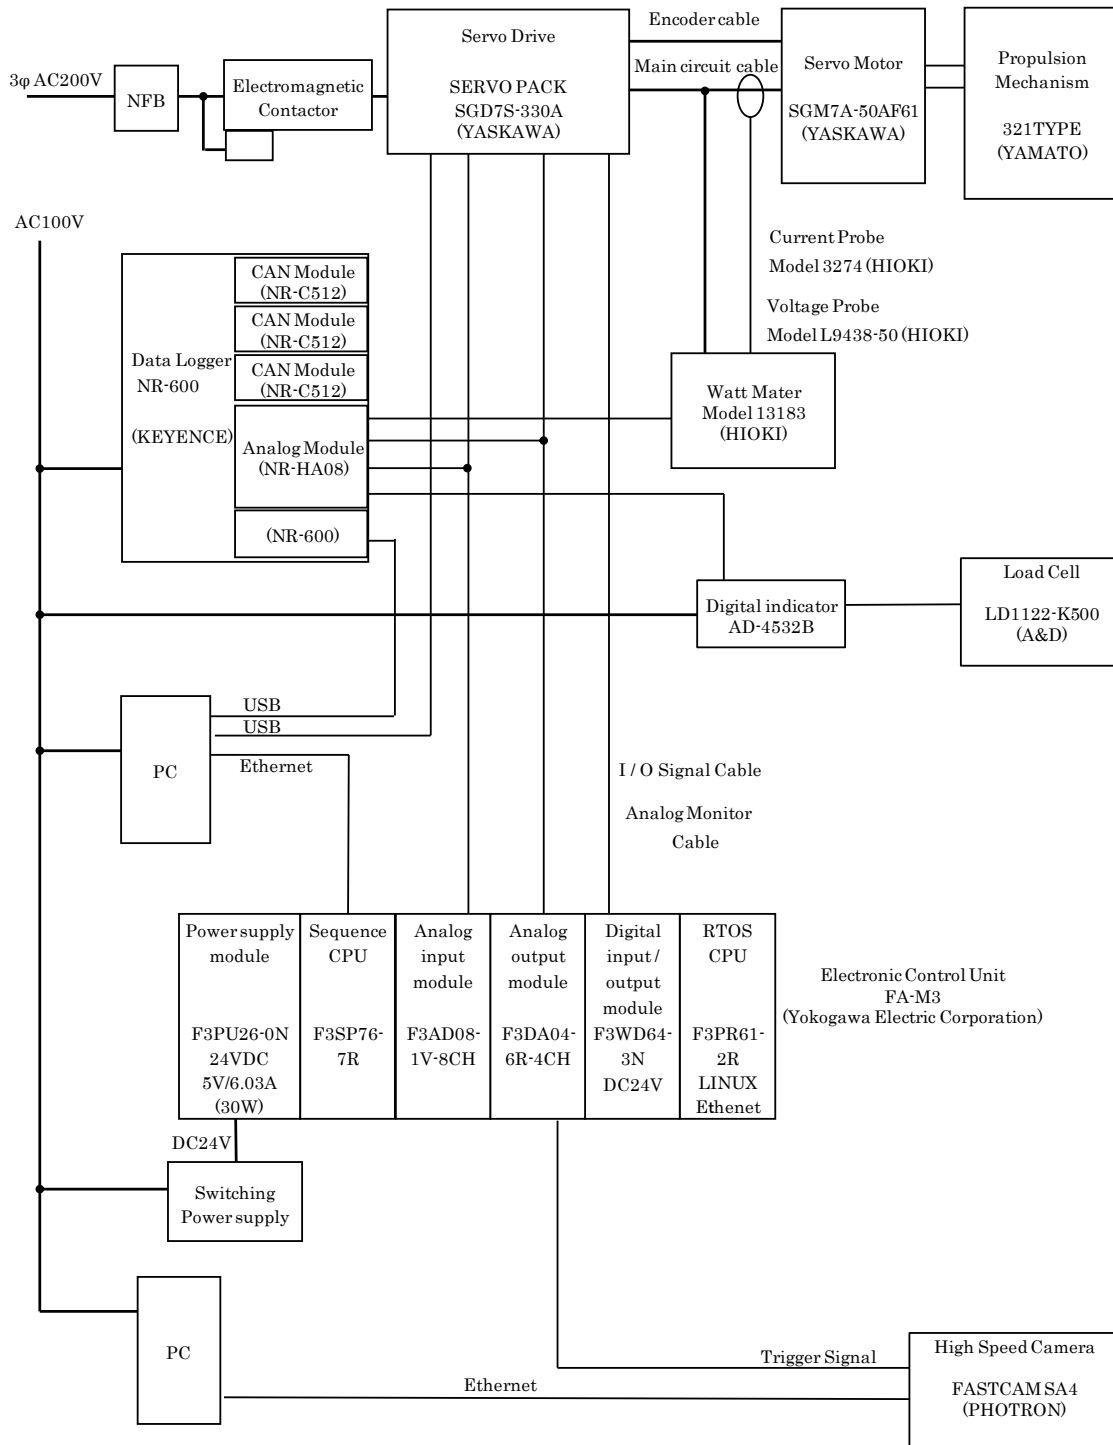 3φ AC200V
NFB
Electromagnetic
Contactor
Servo Drive
SERVO PACK
SGD7S-330A
(YASKAWA)
Encoder cable
Main circuit cable
Servo Motor
SGM7A-50AF61
(YASKAWA)
Propulsion
Mechanism
321TYPE
(YAMATO)
AC100V
Data Logger
NR-600
(KEYENCE)
CAN Module
(NR-C512)
CAN Module
(NR-C512)
CAN Module
(NR-C512)
Analog Module
(NR-HA08)
(NR-600)
Current Probe
Model 3274 (HIOKI)
Voltage Probe
Model L9438-50 (HIOKI)
Watt Mater
Model 13183
(HIOKI)
Digital indicator
AD-4532B
Load Cell
LD1122-K500
(A&D)
PC
USB
USB
Ethernet
I / O Signal Cable
Analog Monitor
Cable
Power supply
module
F3PU26-0N
24VDC
5V/6.03A
(30W)
Sequence
CPU
F3SP76-
7R
Analog
input
module
F3AD08-
1V-8CH
Analog
output
module
F3DA04-
6R-4CH
Digital
input /
output
module
F3WD64-
3N
DC24V
RTOS
CPU
F3PR61-
2R
LINUX
Ethenet
Electronic Control Unit
FA-M3
(Yokogawa Electric Corporation)
DC24V
Switching
Power supply
PC
Ethernet
Trigger Signal
High Speed Camera
FASTCAM SA4
(PHOTRON)